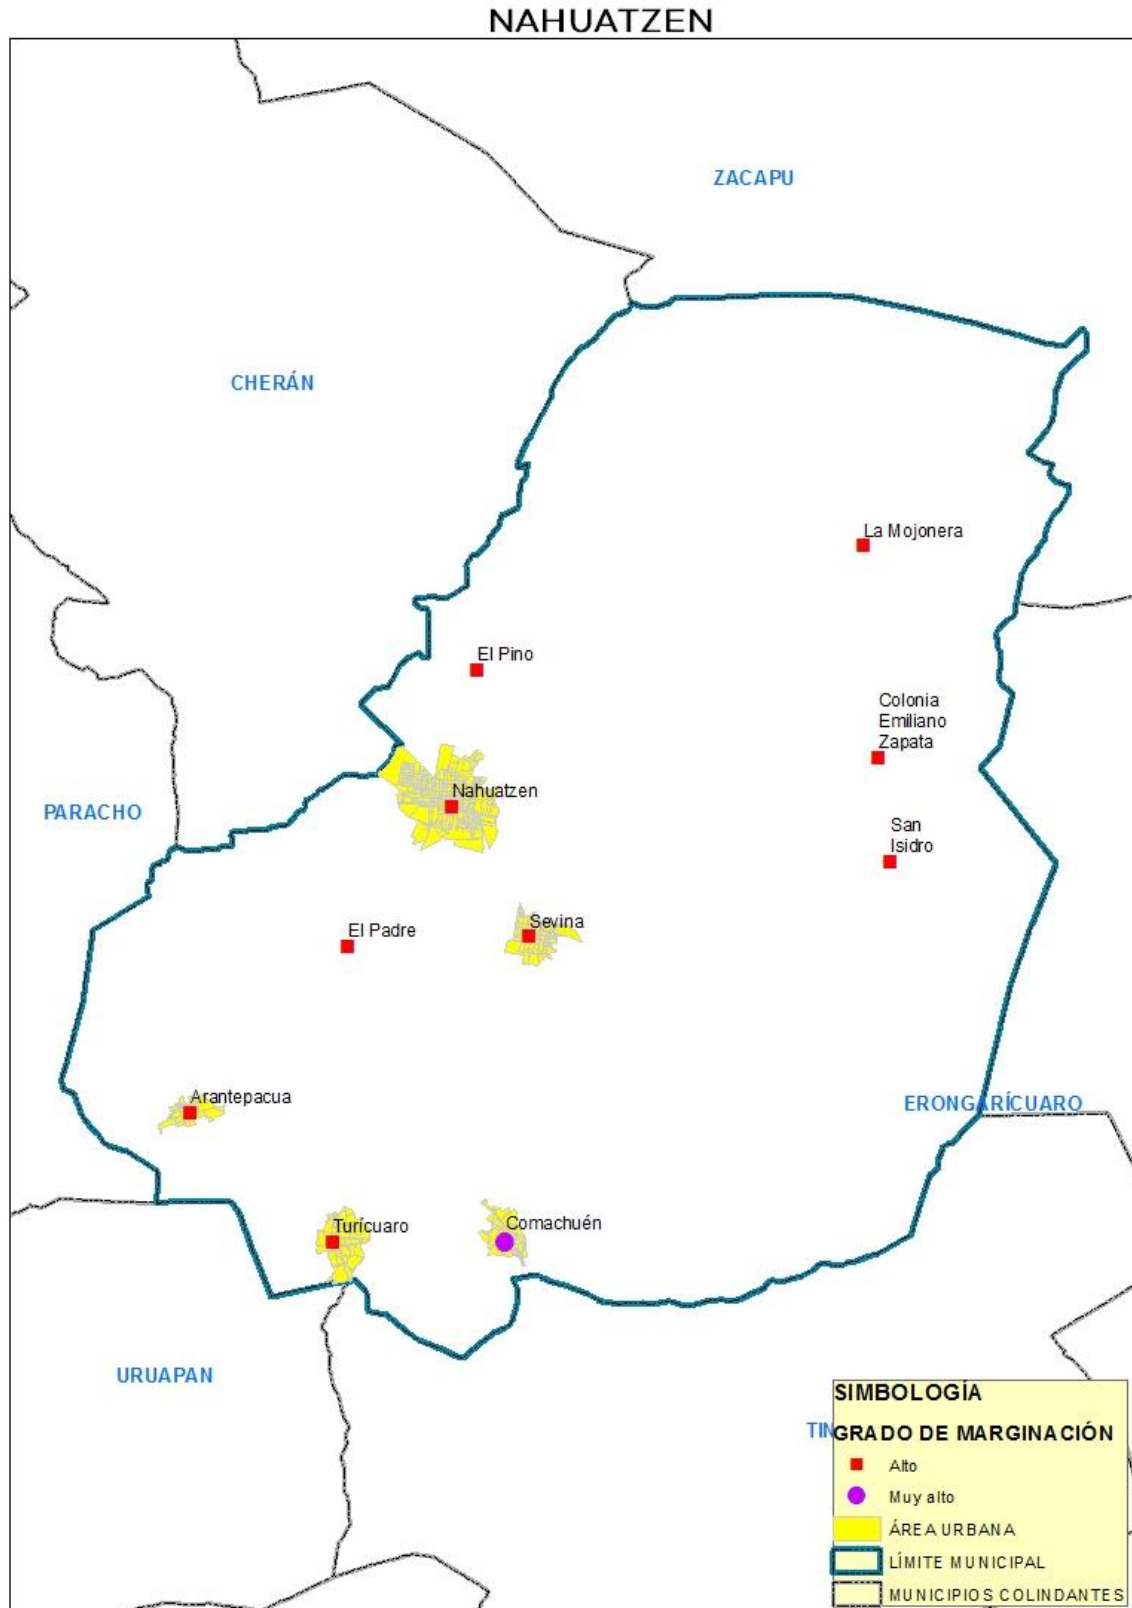 NAHUATZEN
ZACAPU
CHERÁN
La Mojonera
El Pino
Colonia
Emiliano
Zapata
Nahuatzen
PARACHO
San
Isidro
Sevina
El Padre
Arantepacua
ERONGARÍCUARO
Comachuén
Turícuaro
URUAPAN
SIMBOLOGÍA
TIN
GRADO DE MARGINACIÓN
Alto
Muy alto
ÁREA URBANA
LÍMITE MUNICIPAL
MUNICIPIOS COLINDANTES